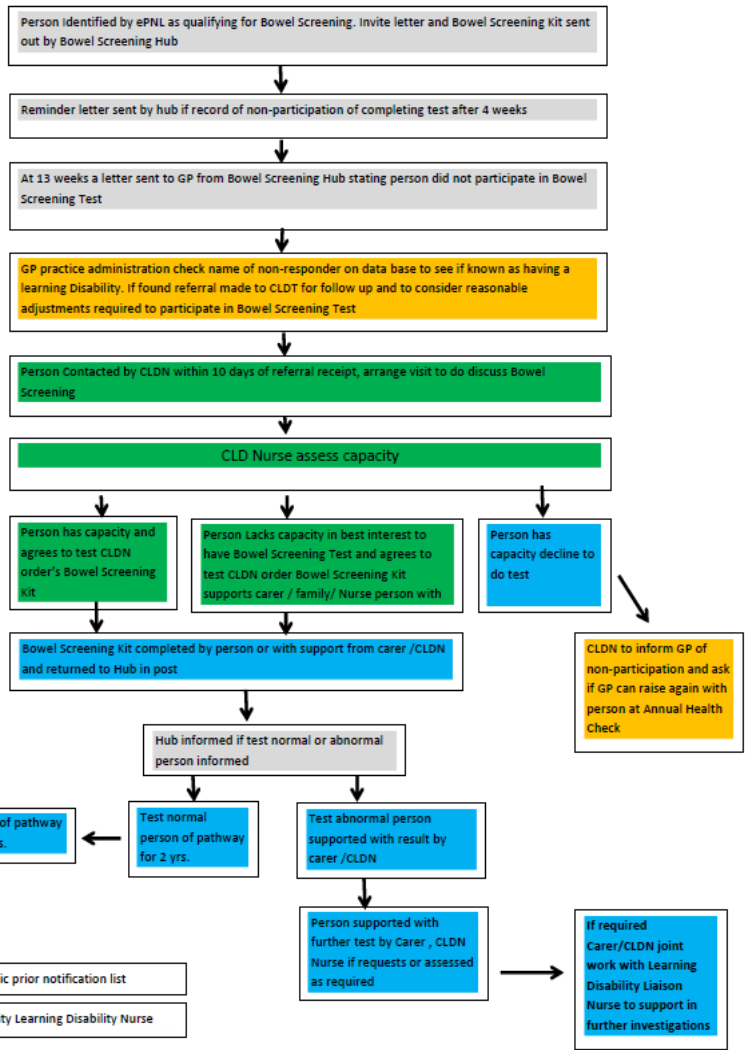 Person Identified by ePNL as qualifying for Bowel Screening. Invite letter and Bowel Screening Kit sent
out by Bowel Screening Hub
Reminder letter sent by hub if record of non-participation of completing test after 4 weeks
At 13 weeks a letter sent to GP from Bowel Screening Hub stating person did not participate in Bowel
Screening Test
GP practice administration check name of non-responder on data base to see if known as having a
learning Disability. If found referral made to CLDT for follow up and to consider reasonable
adjustments required to participate in Bowel Screening Test
Person Contacted by CLDN within 10 days of referral receipt, arrange visit to do discuss Bowel
Screening
CLD Nurse assess capacity
Person has capacity and
agrees to test CLDN
order's Bowel Screening
Kit
Person Lacks capacity in best interest to
have Bowel Screening Test and agrees to
test CLDN order Bowel Screening Kit
supports carer / family/ Nurse person with
Person has
capacity decline to
do test
Bowel Screening Kit completed by person or with support from carer /CLDN
and returned to Hub in post
CLDN to inform GP of
non-participation and ask
if GP can raise again with
person at Annual Health
Check
Hub informed if test normal or abnormal
person informed
of pathway
s.
Test normal
person of pathway
for 2 yrs.
Test abnormal person
supported with result by
carer /CLDN
Person supported with
further test by Carer , CLDN
Nurse if requests or assessed
as required
If required
Carer/CLDN joint
work with Learning
Disability Liaison
Nurse to support in
further investigations
ic prior notification list
ity Learning Disability Nurse